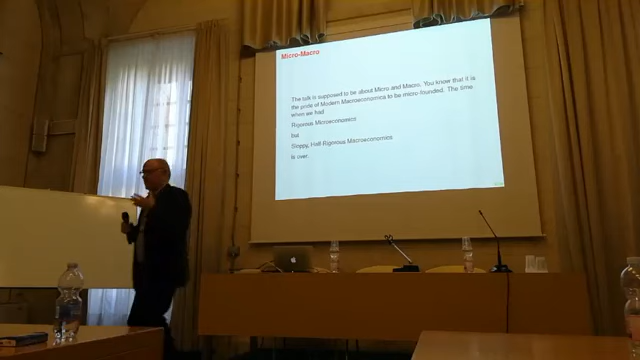 Micro-Macro
The talk is supposed to be about Micro and Macro. You know that it is
the pride of Modern Macroeconomics to be micro-founded. The time
when we had
Rigorous Microeconomics
but
Sloppy, Half-Rigorous Macroeconomics
is over.